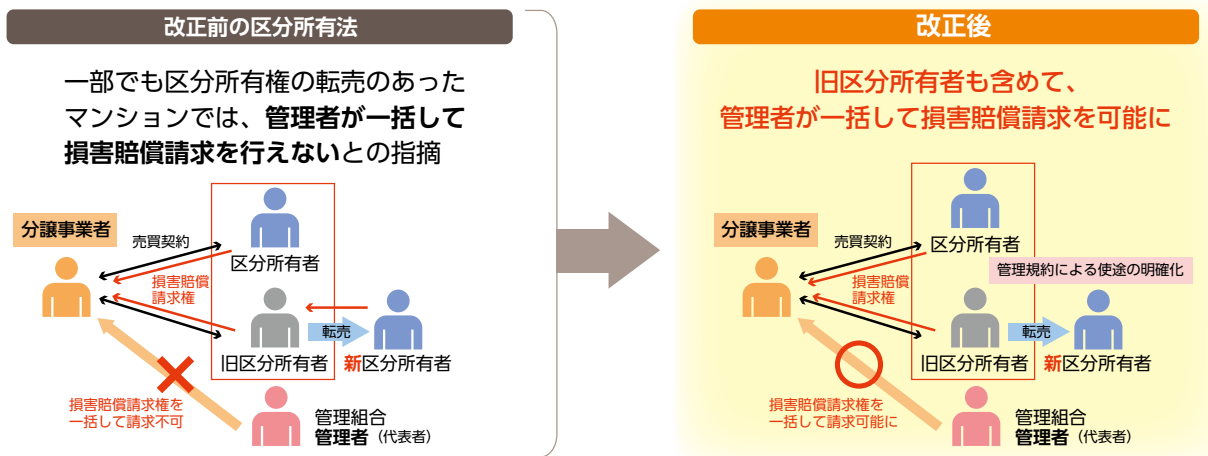 改正前の区分所有法
一部でも区分所有権の転売のあった
マンションでは、管理者が一括して
損害賠償請求を行えないとの指摘
分譲事業者
売買契約
区分所有者
損害賠償
請求権
転売
旧区分所有者
新区分所有者
損害賠償請求権を
一括して請求不可
管理組合
管理者（代表者）
改正後
旧区分所有者も含めて、
管理者が一括して損害賠償請求を可能に
分譲事業者
売買契約
区分所有者
管理規約による使途の明確化
損害賠償
請求権
転売
旧区分所有者
新区分所有者
損害賠償請求権を
一括して請求可能に
管理組合
管理者（代表者）